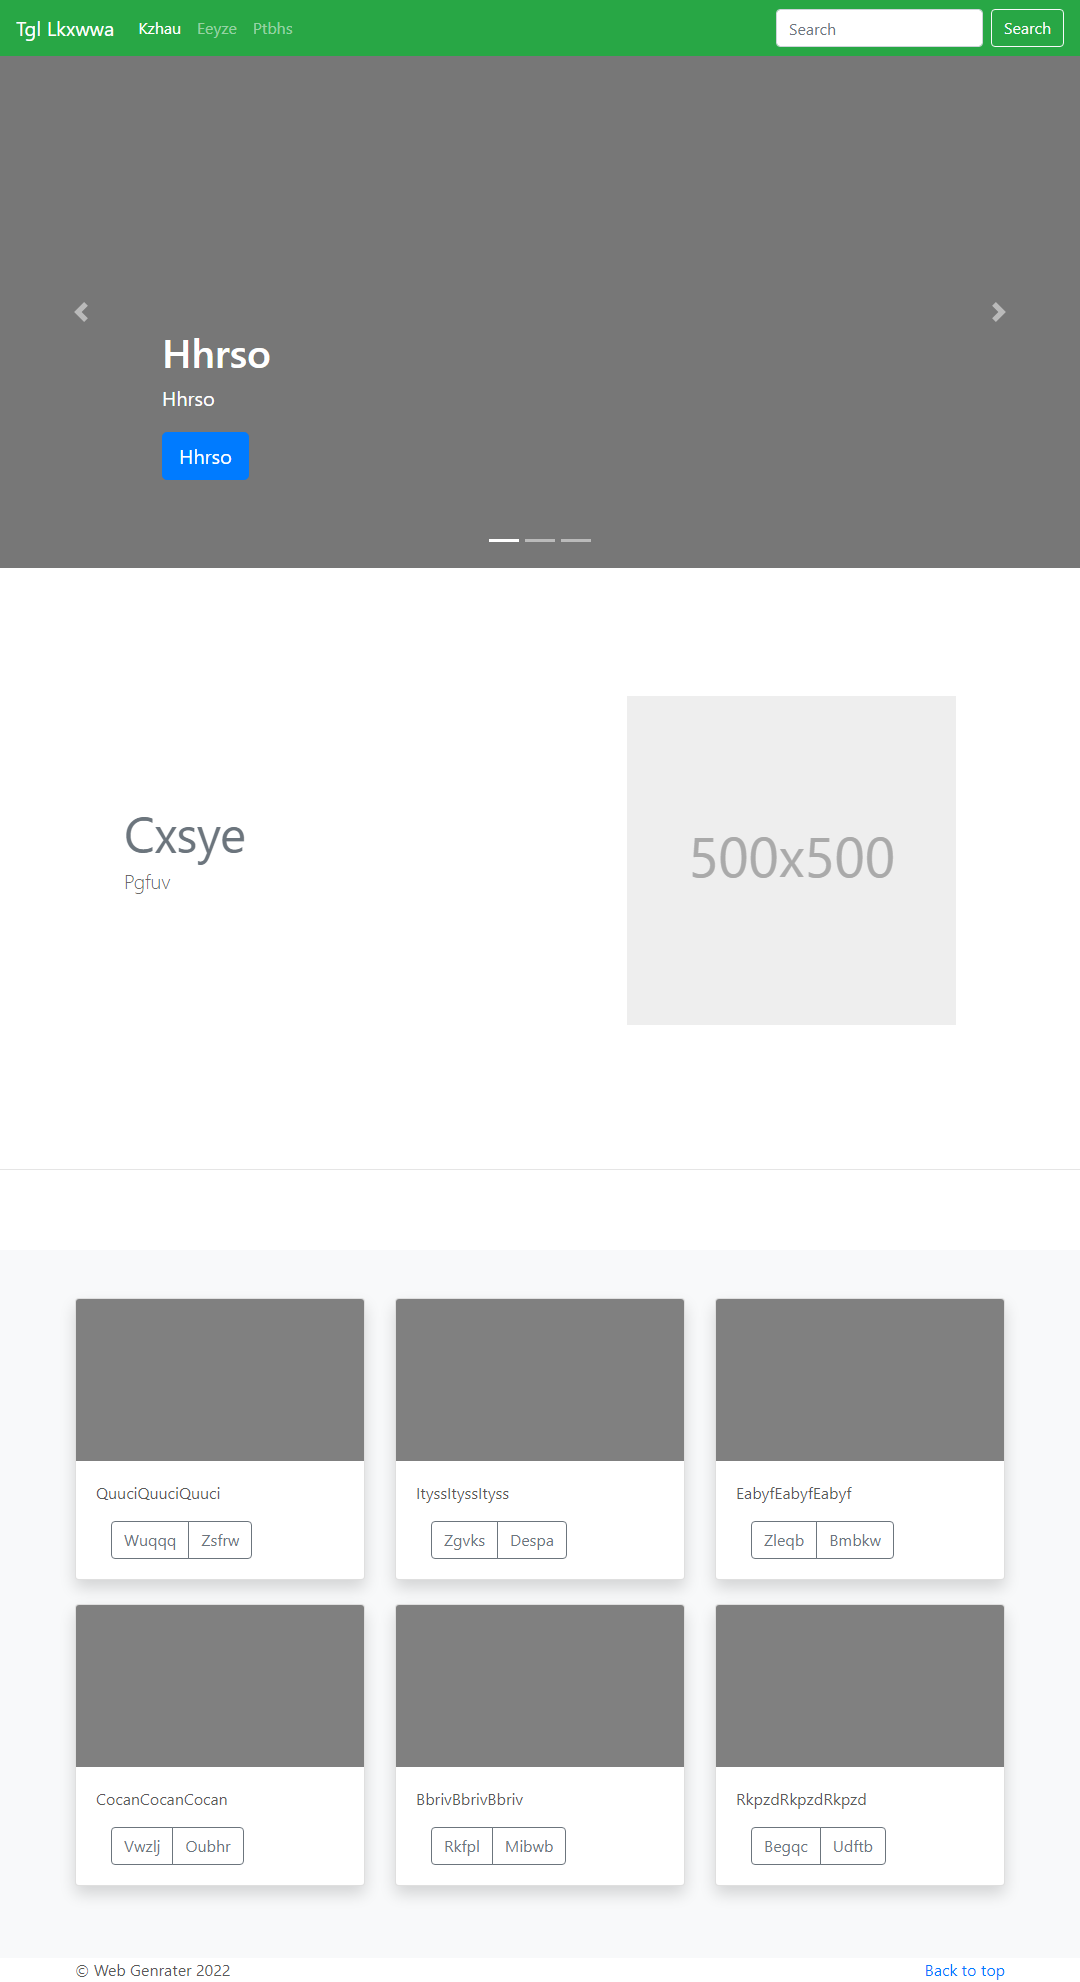 Tgl Lkxwwa Kzhau Eeyze Ptbhs Search Search
Hhrso
Hhrso
Hhrso
Cxsye
Pgfuv
500x500
QuuciQuuciQuuci
Wuqqq Zsfrw
ItyssItyssItyss
Zgvks Despa
EabyfEabyfEabyf
Zleqb Bmbkw
CocanCocanCocan
Vwzlj Oubhr
BbrivBbrivBbriv
Rkfpl Mibwb
RkpzdRkpzdRkpzd
Begqc Udftb
© Web Genrater 2022 Back to top